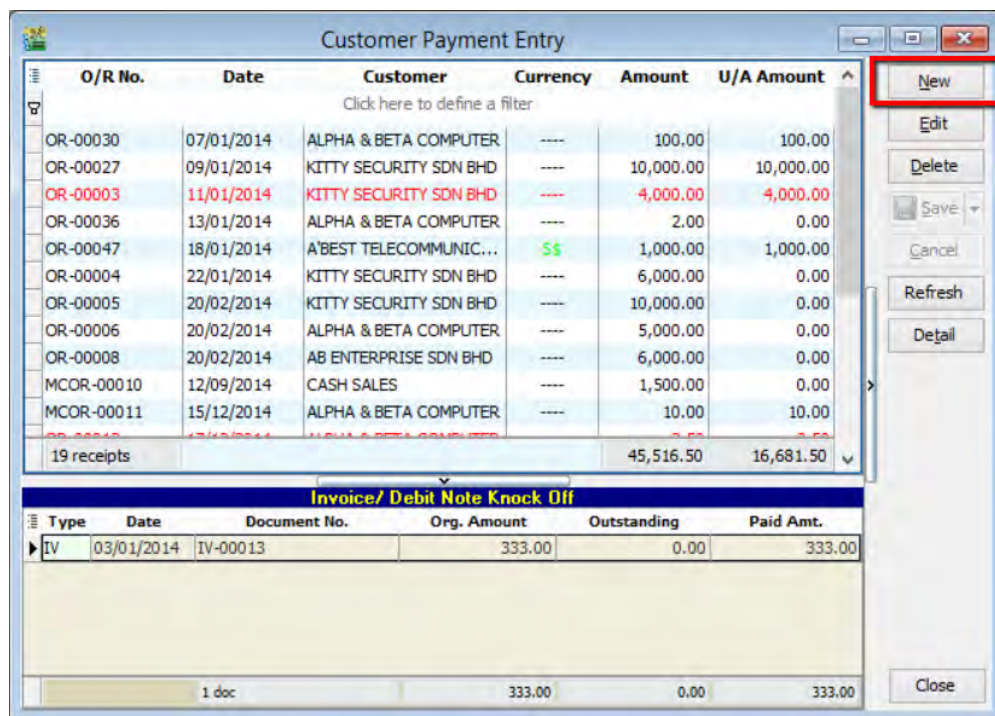 Customer Payment Entry
O/R No. Date Customer Currency Amount U/A Amount
Click here to define a filter
OR-00030 07/01/2014 ALPHA & BETA COMPUTER ---- 100.00 100.00
OR-00027 09/01/2014 KITTY SECURITY SDN BHD ---- 10,000.00 10,000.00
OR-00003 11/01/2014 KITTY SECURITY SDN BHD ---- 4,000.00 4,000.00
OR-00036 13/01/2014 ALPHA & BETA COMPUTER ---- 2.00 0.00
OR-00047 18/01/2014 A'BEST TELECOMMUNIC.... S$ 1,000.00 1,000.00
OR-00004 22/01/2014 KITTY SECURITY SDN BHD ---- 6,000.00 0.00
OR-00005 20/02/2014 KITTY SECURITY SDN BHD ---- 10,000.00 0.00
OR-00006 20/02/2014 ALPHA & BETA COMPUTER ---- 5,000.00 0.00
OR-00008 20/02/2014 AB ENTERPRISE SDN BHD ---- 6,000.00 0.00
MCOR-00010 12/09/2014 CASH SALES ---- 1,500.00 0.00
MCOR-00011 15/12/2014 ALPHA & BETA COMPUTER ---- 10.00 10.00
19 receipts 45,516.50 16,681.50
New
Edit
Delete
Save
Cancel
Refresh
Detail
Invoice/ Debit Note Knock Off
Type Date Document No. Org. Amount Outstanding Paid Amt.
IV 03/01/2014 IV-00013 333.00 0.00 333.00
1 doc 333.00 0.00 333.00
Close